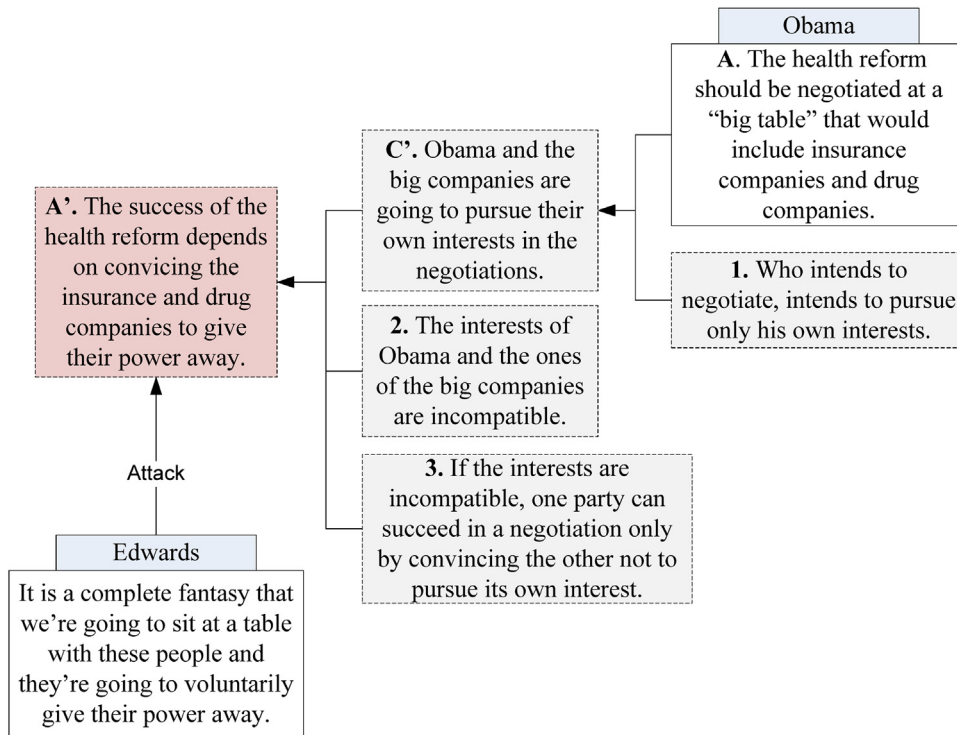 Obama
A. The health reform
should be negotiated at a
“big table” that would
include insurance
companies and drug
companies.
C’. Obama and the
big companies are
going to pursue their
own interests in the
negotiations.
A’. The success of the
health reform depends
on convicing the
insurance and drug
companies to give
their power away.
1. Who intends to
negotiate, intends to pursue
only his own interests.
2. The interests of
Obama and the ones
of the big companies
are incompatible.
3. If the interests are
incompatible, one party can
succeed in a negotiation only
by convincing the other not to
pursue its own interest.
Attack
Edwards
It is a complete fantasy that
we’re going to sit at a table
with these people and
they’re going to voluntarily
give their power away.